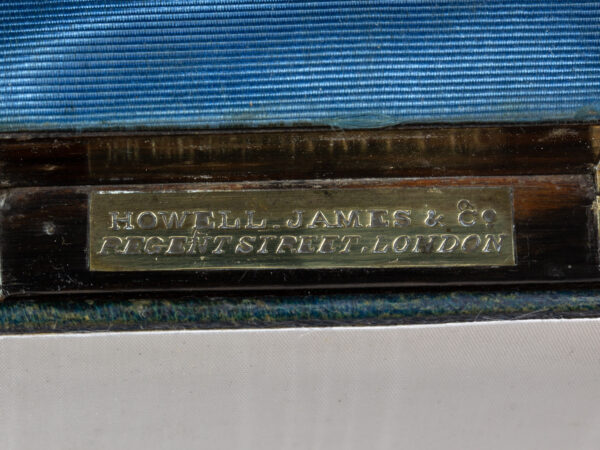 HOWELL. JAMES & Co
REGENT STREET. LONDON